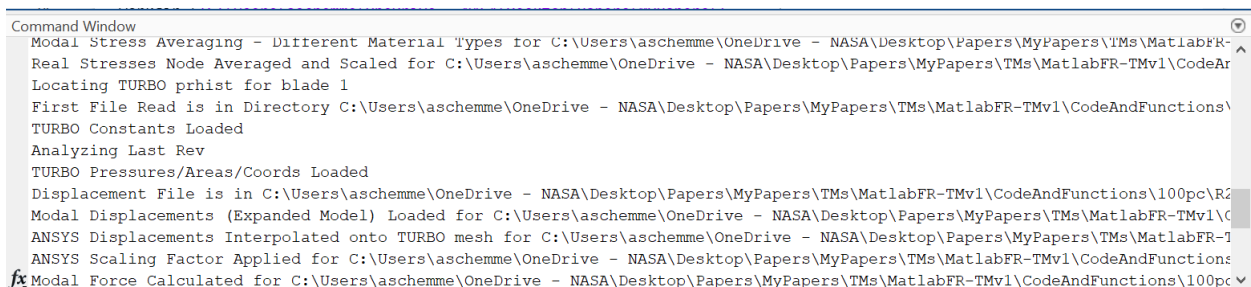 Command Window
Modal Stress Averaging - Different Material Types for C:\Users\aschemme\OneDrive - NASA\Desktop\Papers\MyPapers\TMs\MatlabFR-
Real Stresses Node Averaged and Scaled for C:\Users\aschemme\OneDrive - NASA\Desktop\Papers\MyPapers\TMs\MatlabFR-TMv1\CodeAn
Locating TURBO prhist for blade 1
First File Read is in Directory C:\Users\aschemme\OneDrive - NASA\Desktop\Papers\MyPapers\TMs\MatlabFR-TMv1\CodeAndFunctions\
TURBO Constants Loaded
Analyzing Last Rev
TURBO Pressures/Areas/Coords Loaded
Displacement File is in C:\Users\aschemme\OneDrive - NASA\Desktop\Papers\MyPapers\TMs\MatlabFR-TMv1\CodeAndFunctions\100pc\R2
Modal Displacements (Expanded Model) Loaded for C:\Users\aschemme\OneDrive - NASA\Desktop\Papers\MyPapers\TMs\MatlabFR-TMv1\C
ANSYS Displacements Interpolated onto TURBO mesh for C:\Users\aschemme\OneDrive - NASA\Desktop\Papers\MyPapers\TMs\MatlabFR-T
ANSYS Scaling Factor Applied for C:\Users\aschemme\OneDrive - NASA\Desktop\Papers\MyPapers\TMs\MatlabFR-TMv1\CodeAndFunctions
fx Modal Force Calculated for C:\Users\aschemme\OneDrive - NASA\Desktop\Papers\MyPapers\TMs\MatlabFR-TMv1\CodeAndFunctions\100pc